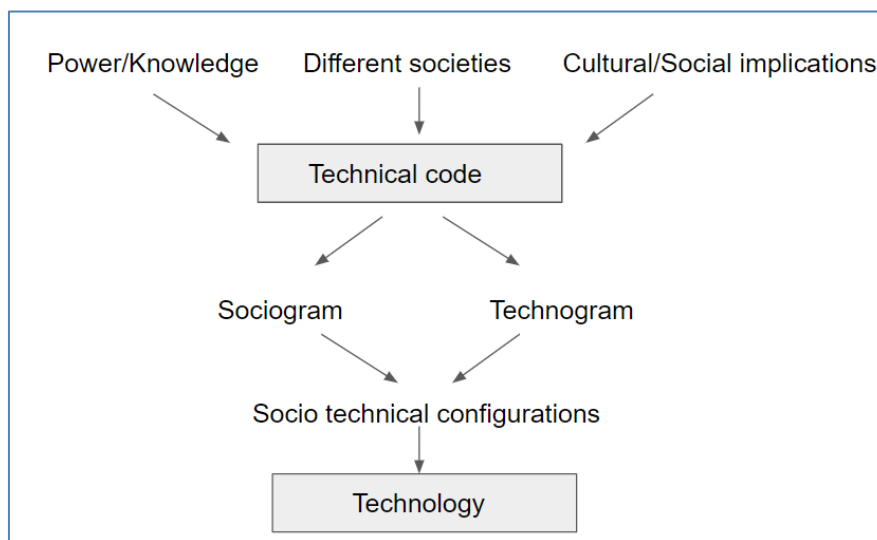 Power/Knowledge Different societies Cultural/Social implications
Technical code
Sociogram Technogram
Socio technical configurations
Technology